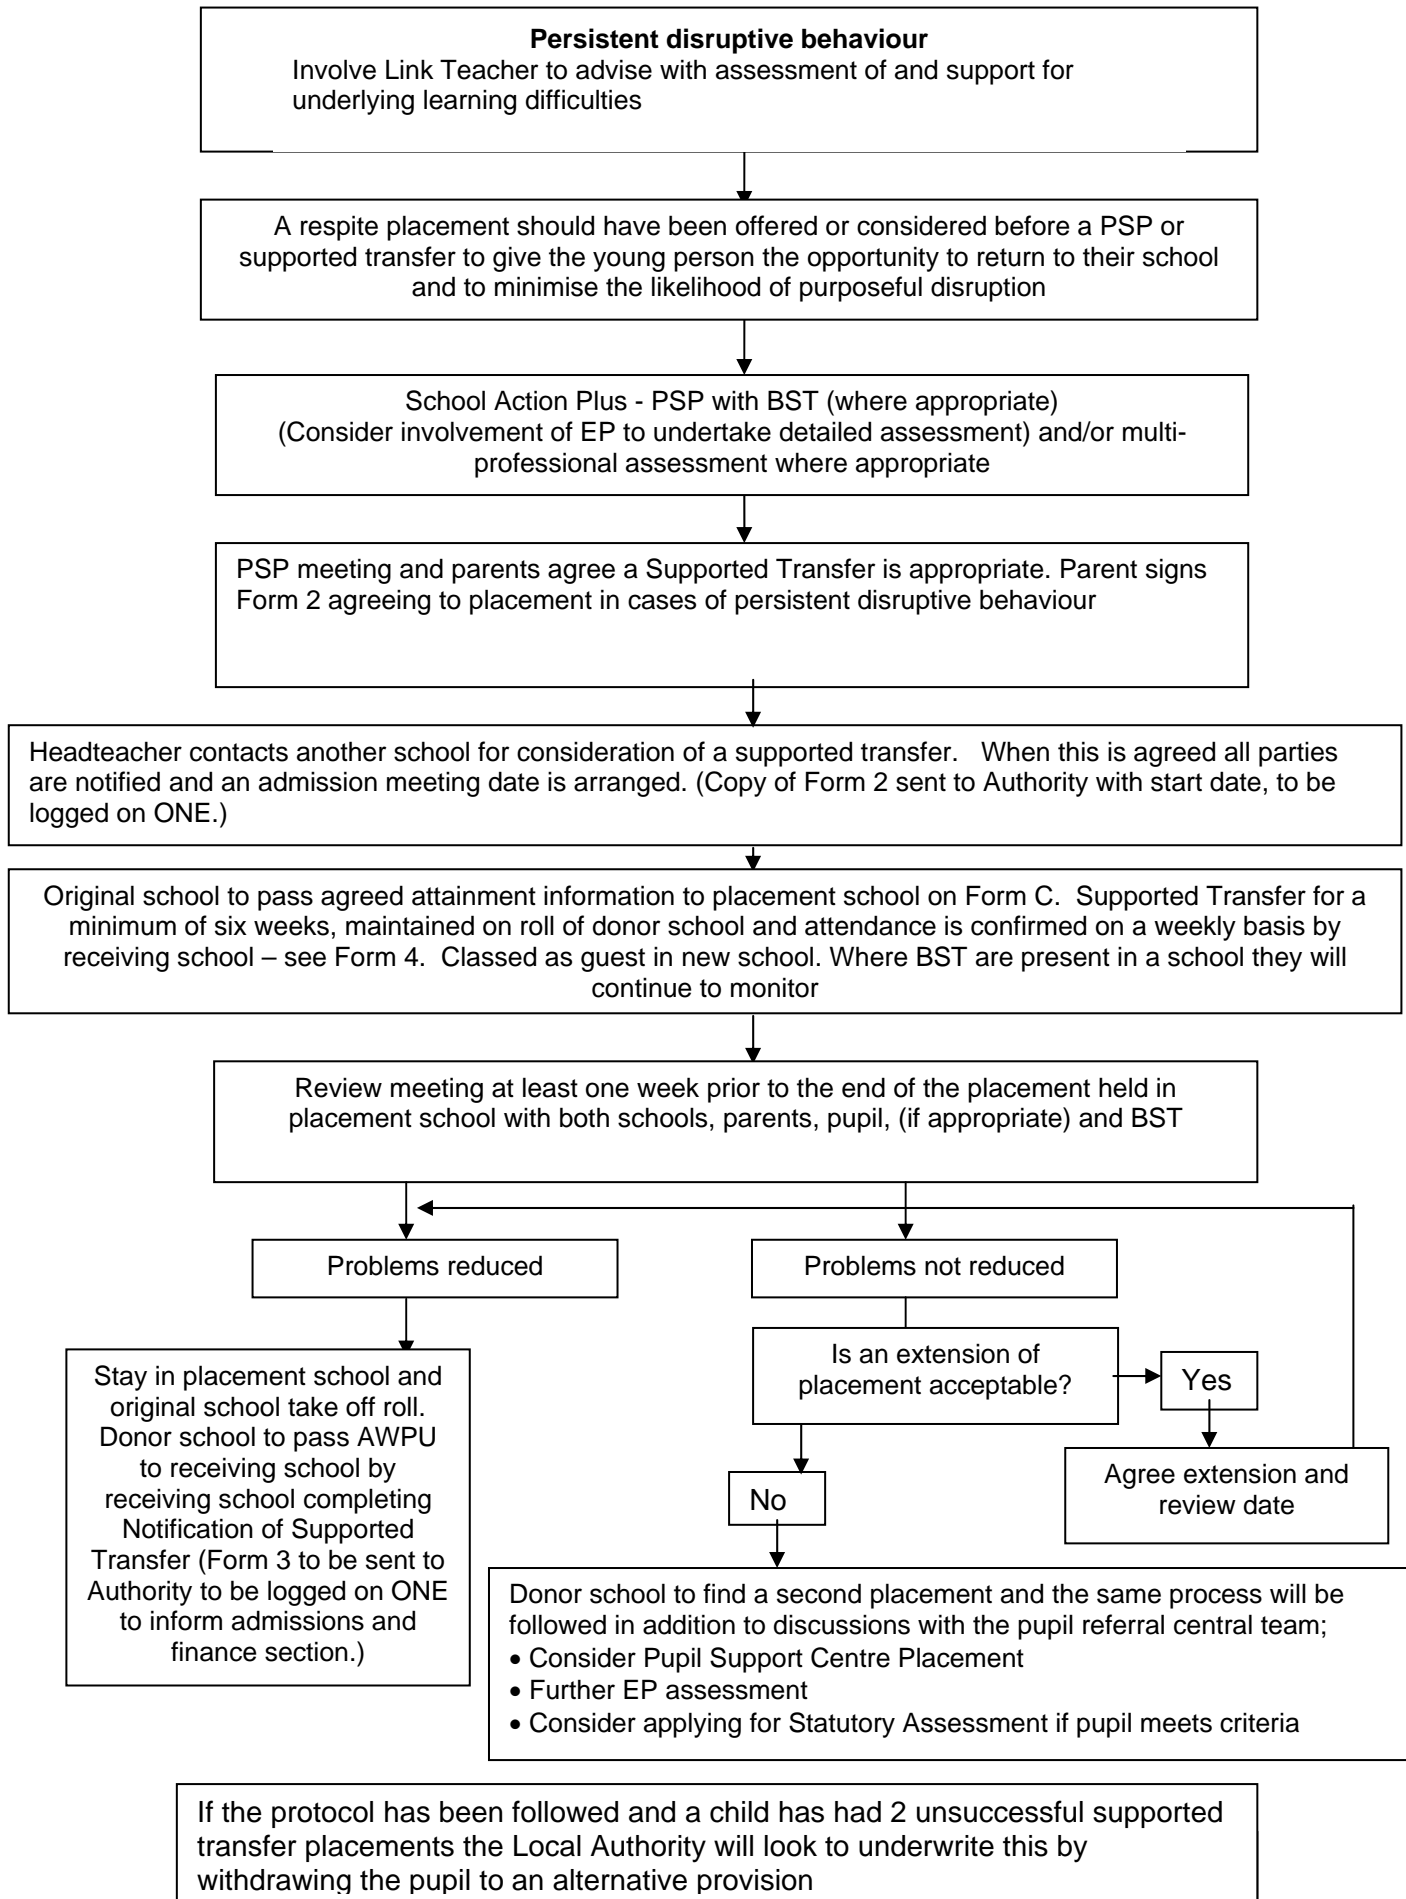 Persistent disruptive behaviour
Involve Link Teacher to advise with assessment of and support for
underlying learning difficulties
A respite placement should have been offered or considered before a PSP or
supported transfer to give the young person the opportunity to return to their school
and to minimise the likelihood of purposeful disruption
School Action Plus - PSP with BST (where appropriate)
(Consider involvement of EP to undertake detailed assessment) and/or multi-
professional assessment where appropriate
PSP meeting and parents agree a Supported Transfer is appropriate. Parent signs
Form 2 agreeing to placement in cases of persistent disruptive behaviour
Headteacher contacts another school for consideration of a supported transfer.   When this is agreed all parties
are notified and an admission meeting date is arranged. (Copy of Form 2 sent to Authority with start date, to be
logged on ONE.)
Original school to pass agreed attainment information to placement school on Form C.  Supported Transfer for a
minimum of six weeks, maintained on roll of donor school and attendance is confirmed on a weekly basis by
receiving school – see Form 4.  Classed as guest in new school. Where BST are present in a school they will
continue to monitor
Review meeting at least one week prior to the end of the placement held in
placement school with both schools, parents, pupil, (if appropriate) and BST
Problems reduced
Problems not reduced
Stay in placement school and
original school take off roll.
Donor school to pass AWPU
to receiving school by
receiving school completing
Notification of Supported
Transfer (Form 3 to be sent to
Authority to be logged on ONE
to inform admissions and
finance section.)
Is an extension of
placement acceptable?
Yes
Agree extension and
review date
No
Donor school to find a second placement and the same process will be
followed in addition to discussions with the pupil referral central team;
• Consider Pupil Support Centre Placement
• Further EP assessment
• Consider applying for Statutory Assessment if pupil meets criteria
If the protocol has been followed and a child has had 2 unsuccessful supported
transfer placements the Local Authority will look to underwrite this by
withdrawing the pupil to an alternative provision